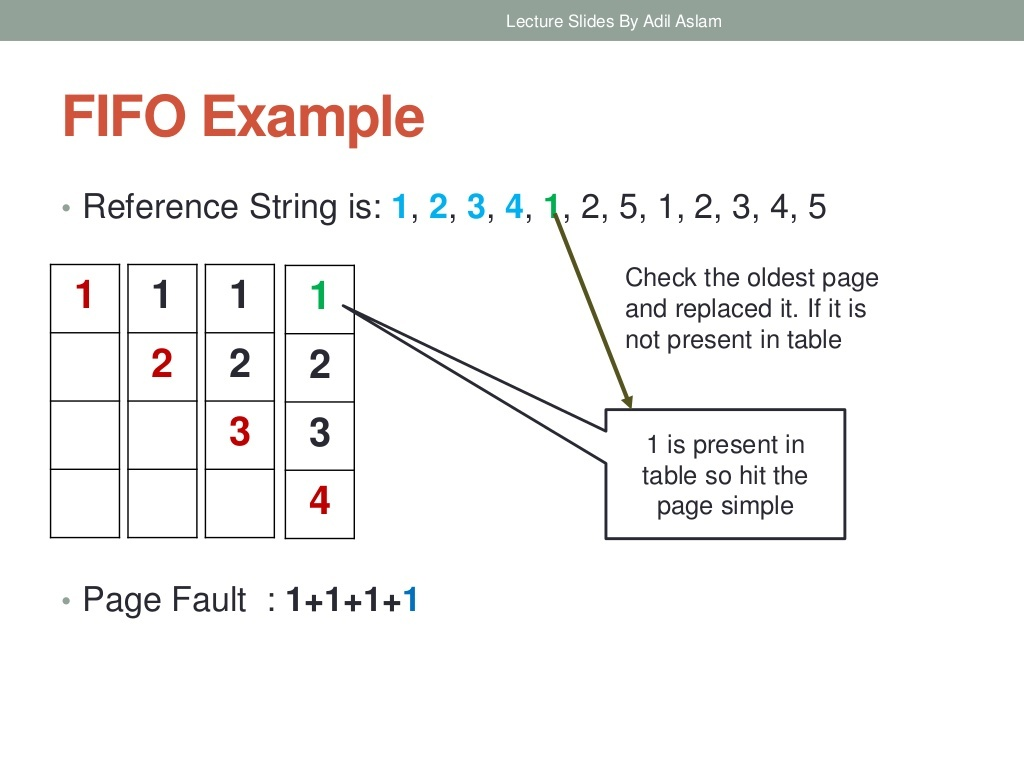 Lecture Slides By Adil Aslam
FIFO Example
• Reference String is: 1, 2, 3, 4, 1, 2, 5, 1, 2, 3, 4, 5
1 1 1 1
2 2 2
3 3
4
Check the oldest page
and replaced it. If it is
not present in table
1 is present in
table so hit the
page simple
• Page Fault : 1+1+1+1